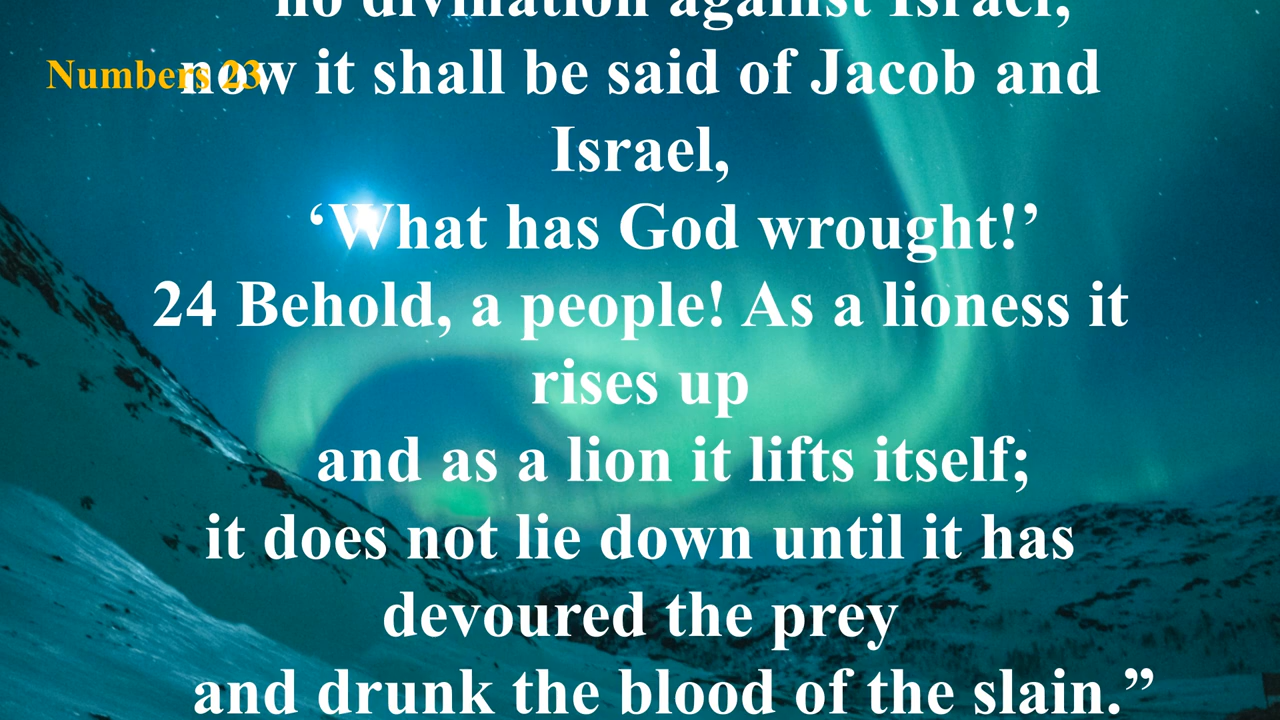 no divination against Israel;
Numbers 23
now it shall be said of Jacob and
Israel,
‘What has God wrought!’
24 Behold, a people! As a lioness it
rises up
and as a lion it lifts itself;
it does not lie down until it has
devoured the prey
and drunk the blood of the slain.”